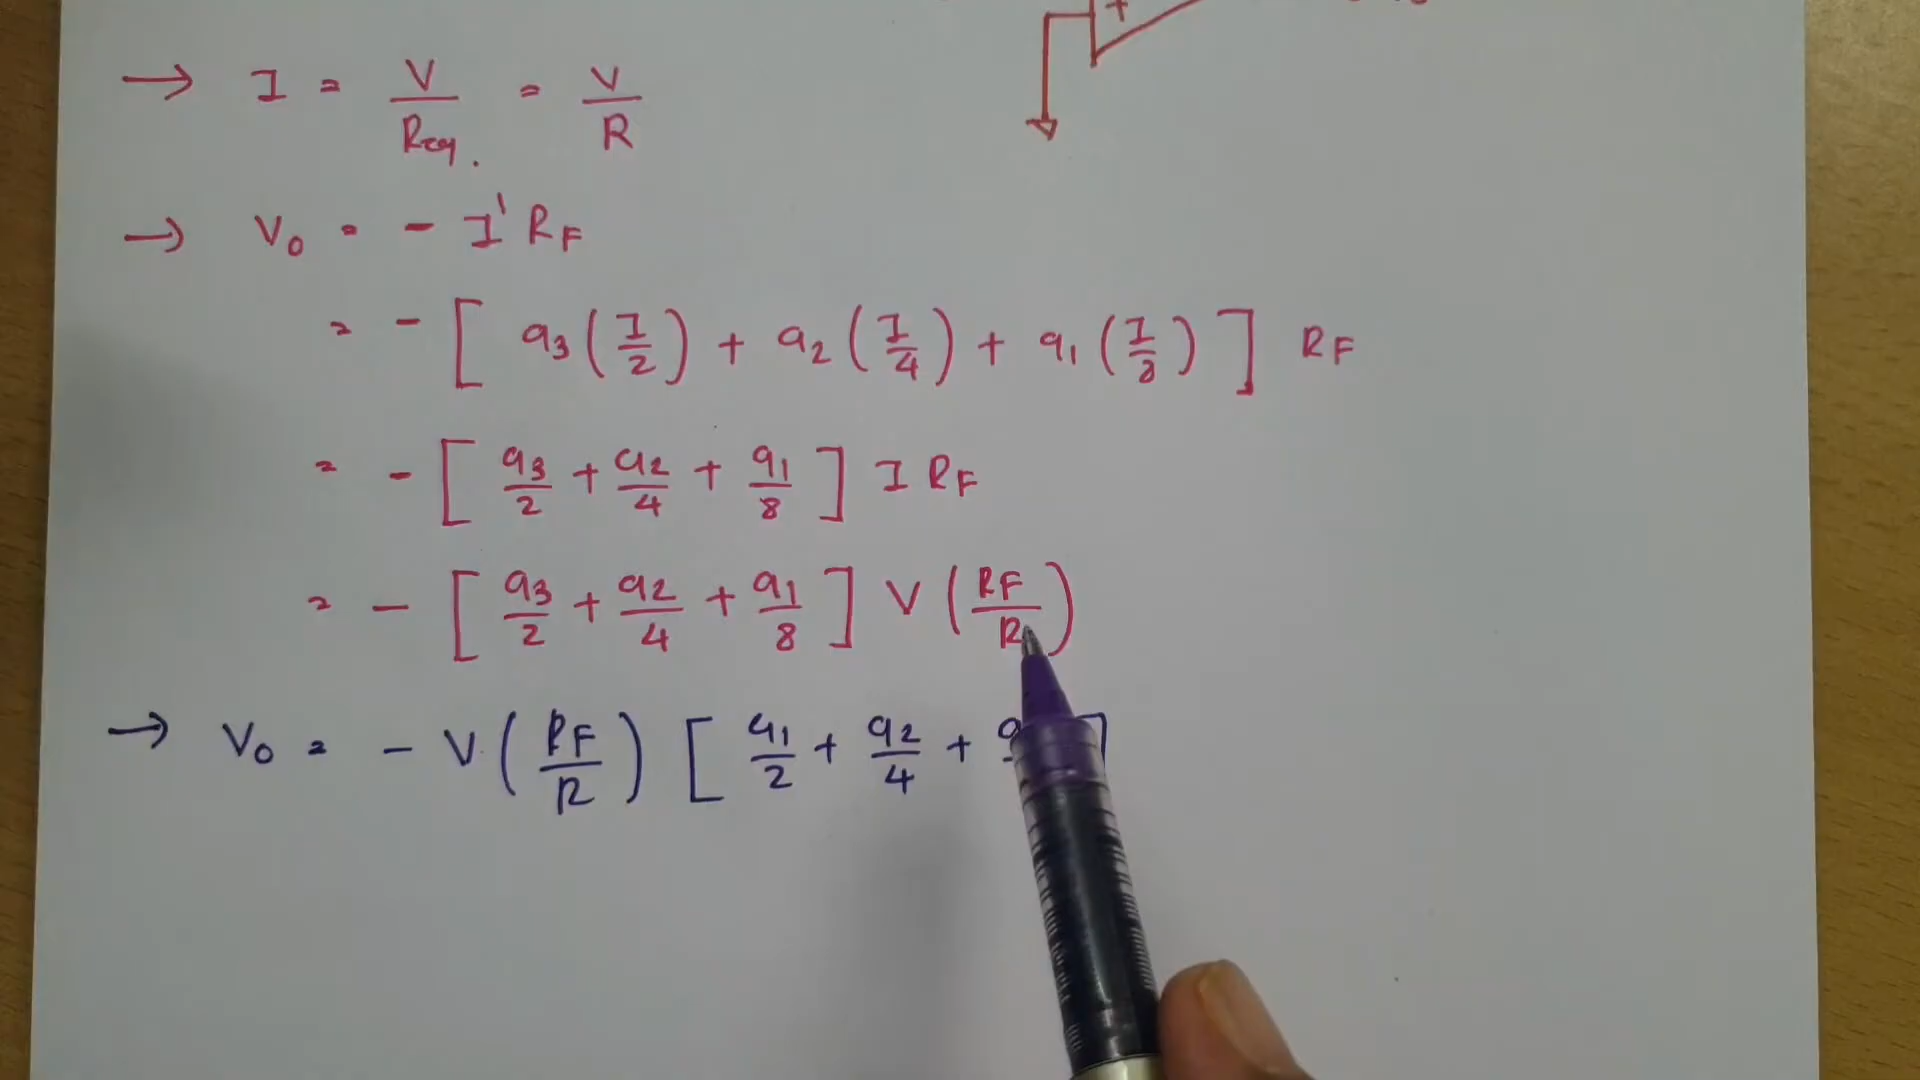 → I = V/Req. = V/R
→ V₀ = - I' RF
= - [ a₃ (I/2) + a₂ (I/4) + a₁ (I/8) ] RF
= - [ a₃/2 + a₂/4 + a₁/8 ] I RF
= - [ a₃/2 + a₂/4 + a₁/8 ] V (RF/R)
→ V₀ = - V (RF/R) [ a₁/2 + a₂/4 + ]